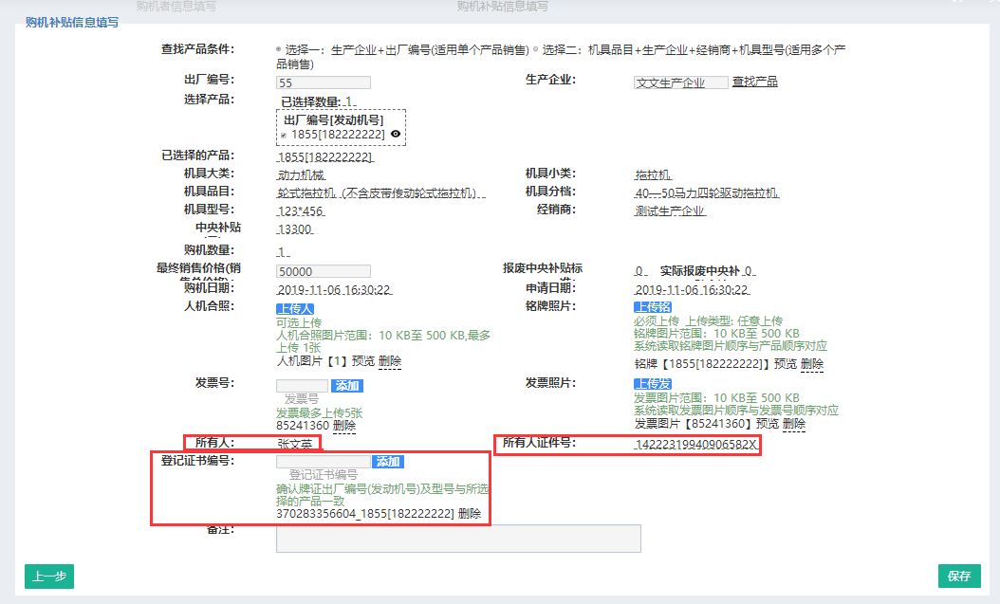 购机者信息填写 购机补贴信息填写
购机补贴信息填写
查找产品条件： 选择一：生产企业+出厂编号(适用单个产品销售) 选择二：机具品目+生产企业+经销商+机具型号(适用多个产
品销售)
出厂编号： 55 生产企业： 文文生产企业 查找产品
选择产品： 已选择数量: 1
出厂编号[发动机号]
1855[182222222]
已选择的产品： 1855[182222222]
机具大类： 动力机械 机具小类： 拖拉机
机具品目： 轮式拖拉机（不含皮带传动轮式拖拉机） 机具分档： 40—50马力四轮驱动拖拉机
机具型号： 123*456 经销商： 测试生产企业
中央补贴 13300
购机数量： 1
最终销售价格(销 50000 报废中央补贴标 0 实际报废中央补 0
购机日期： 2019-11-06 16:30:22 申请日期： 2019-11-06 16:30:22
人机合照： 上传人 铭牌照片： 上传铭
可选上传 必须上传 上传类型: 任意上传
人机合照图片范围：10 KB至 500 KB,最多 铭牌图片范围：10 KB至 500 KB
上传 1张 系统读取铭牌图片顺序与产品顺序对应
人机图片【1】预览 删除 铭牌【1855[182222222]】预览 删除
发票号： 添加 发票照片： 上传发
发票号 发票图片范围：10 KB至 500 KB
发票最多上传5张 系统读取发票图片顺序与发票号顺序对应
85241360 删除 发票图片【85241360】预览 删除
所有人： 张文英 所有人证件号： 14222319940906582X
登记证书编号： 添加
登记证书编号
确认牌证出厂编号(发动机号)及型号与所选
择的产品一致
370283356604_1855[182222222] 删除
备注：
上一步 保存